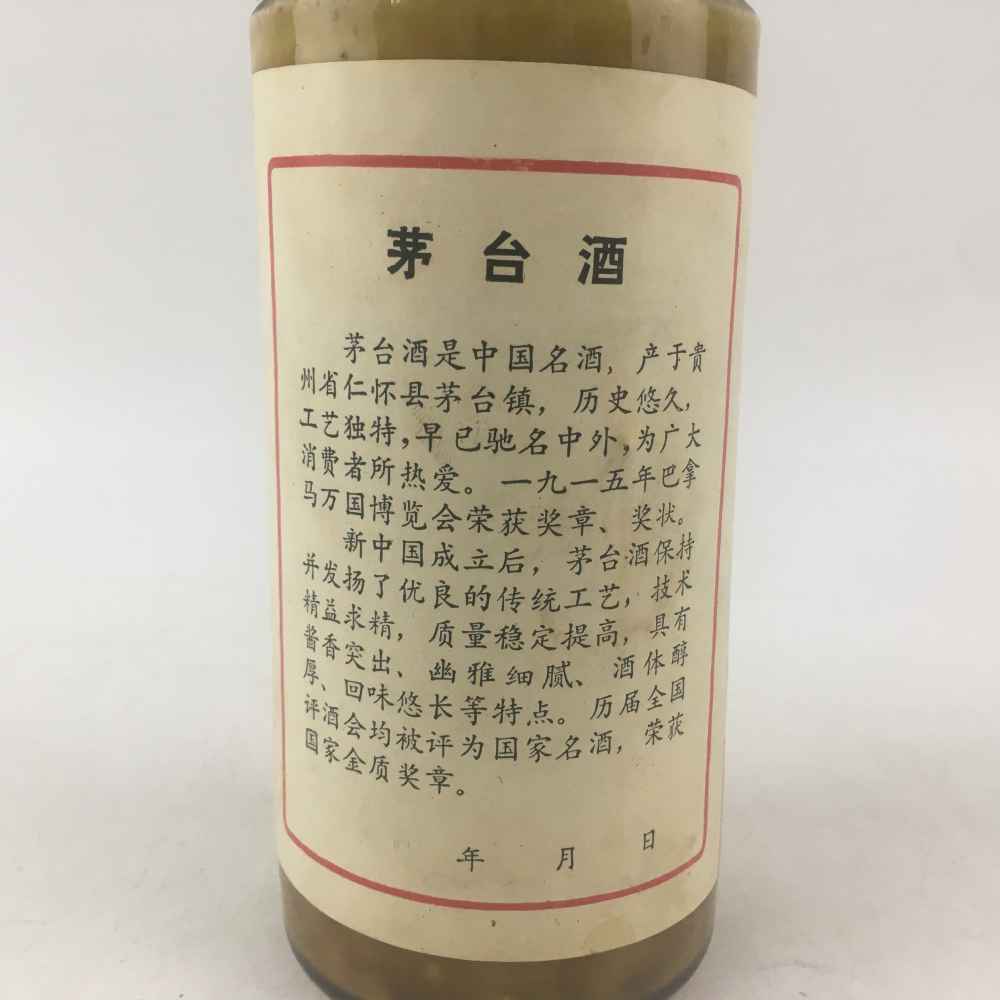 茅台酒
茅台酒是中国名酒，产于贵
州省仁怀县茅台镇，历史悠久，
工艺独特，早已驰名中外，为广大
消费者所热爱。一九一五年巴拿
马万国博览会荣获奖章、奖状。
新中国成立后，茅台酒保持
并发扬了优良的传统工艺，技术
精益求精，质量稳定提高，具有
酱香突出、幽雅细腻、酒体醇
厚、回味悠长等特点。历届全国
评酒会均被评为国家名酒，荣获
国家金质奖章。
年 月 日